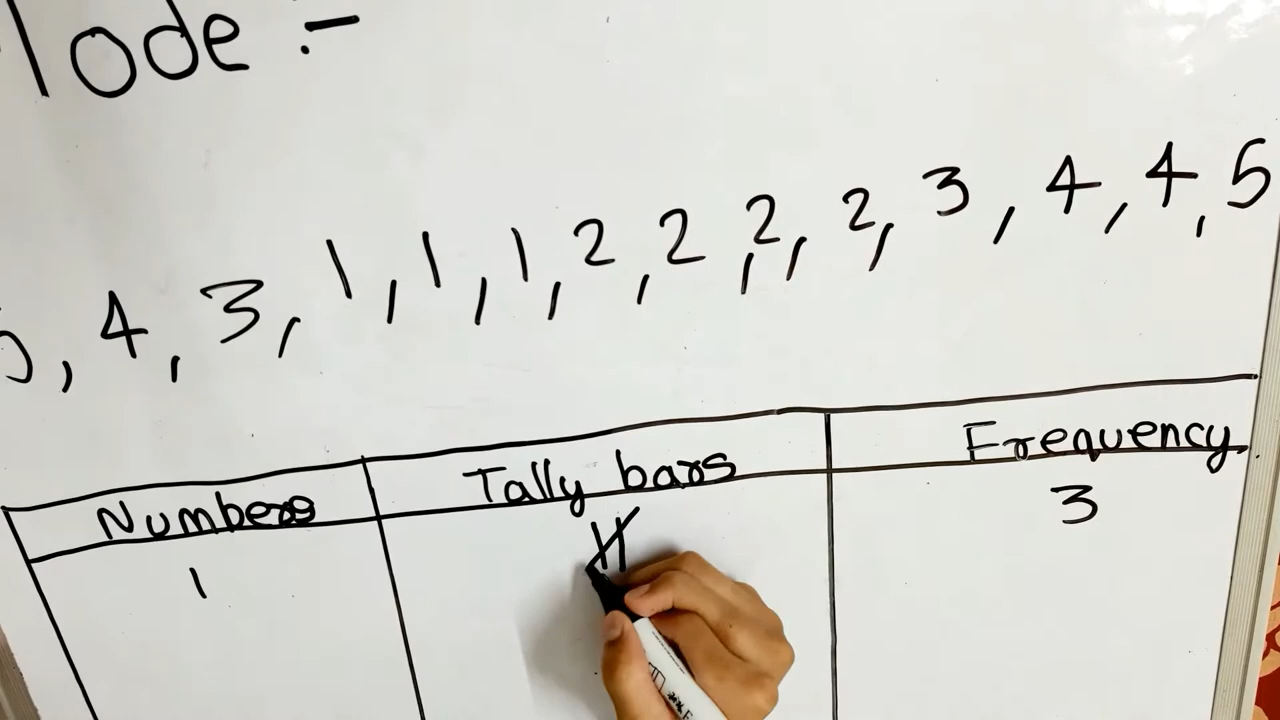 Mode :-
5, 4, 3, 1, 1, 1, 2, 2, 2, 2, 3, 4, 4, 5
Numbers Tally bars Frequency
1 3